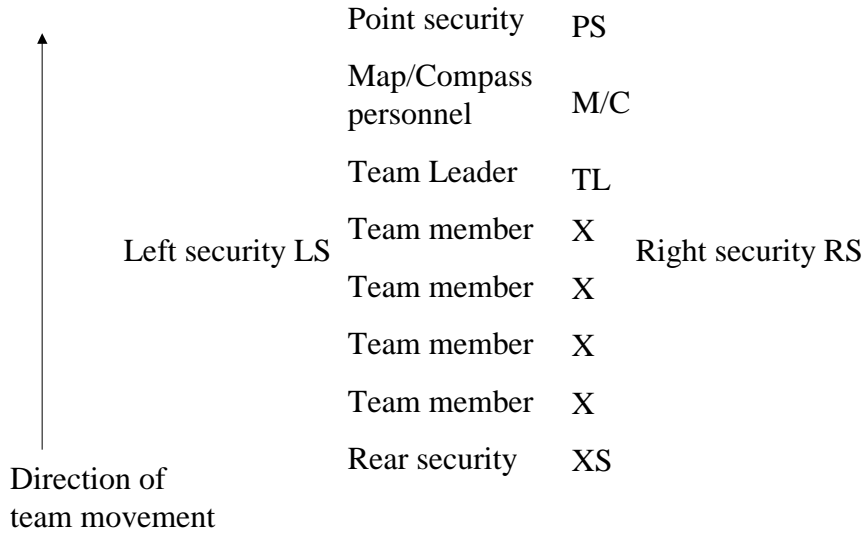 Point security PS
Map/Compass
personnel M/C
Team Leader TL
Left security LS Team member X Right security RS
Team member X
Team member X
Team member X
Rear security XS
Direction of
team movement